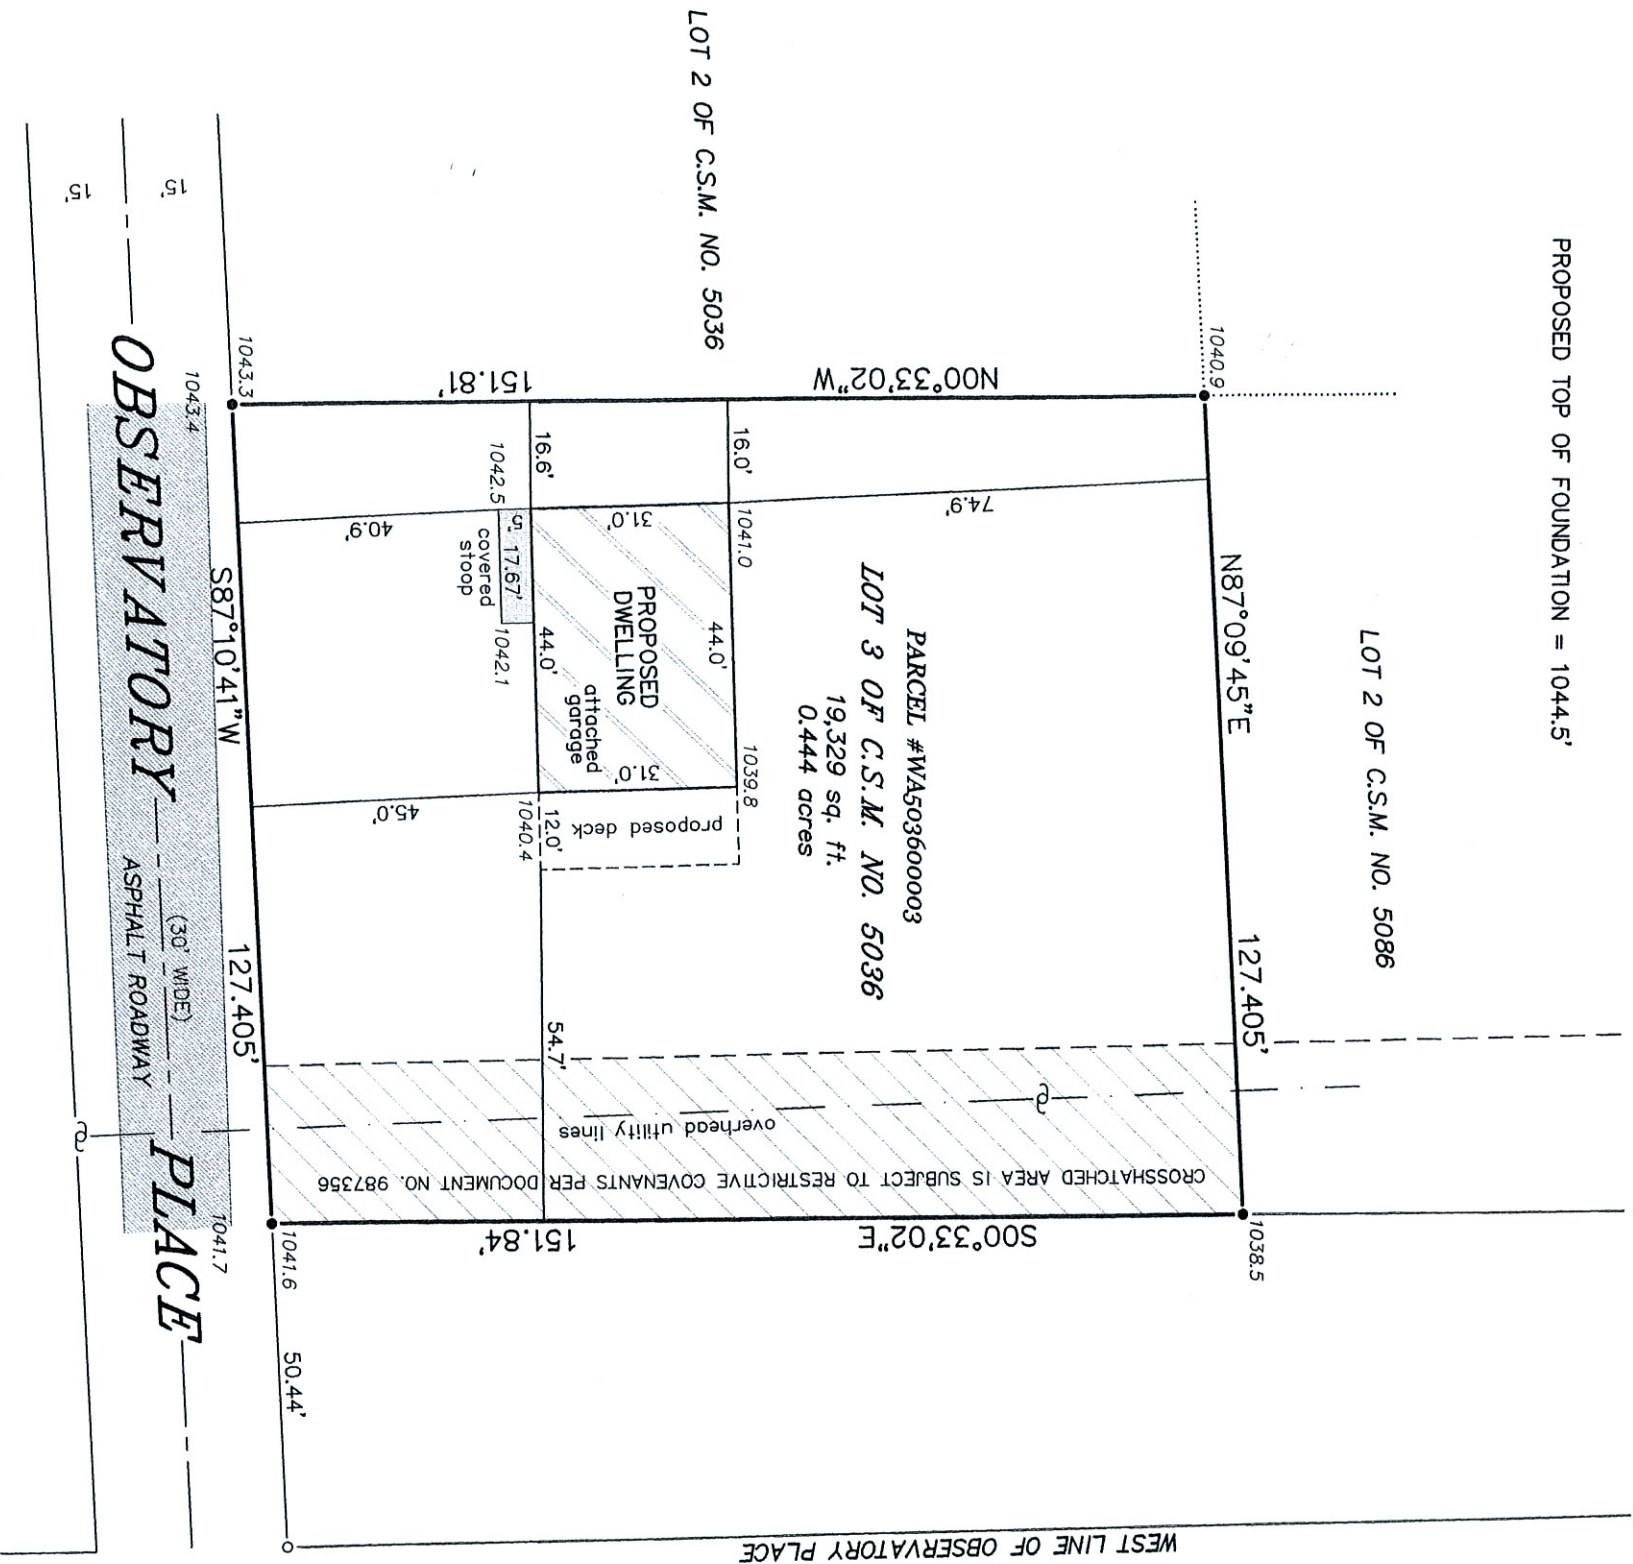 PROPOSED TOP OF FOUNDATION = 1044.5'
LOT 2 OF C.S.M. NO. 5086
1040.9
N87°09'45"E
127.405'
1038.5
LOT 2 OF C.S.M. NO. 5036
N00°33'02"W
151.81'
PARCEL #WA503600003
LOT 3 OF C.S.M. NO. 5036
19,329 sq. ft.
0.444 acres
74.9'
16.0'
1041.0
44.0'
1039.8
31.0'
PROPOSED
DWELLING
attached
garage
31.0'
proposed deck
12.0'
16.6'
44.0'
1040.4
54.7'
1042.5
5'
17.67'
covered
stoop
1042.1
40.9'
45.0'
overhead utility lines
CROSSHATCHED AREA IS SUBJECT TO RESTRICTIVE COVENANTS PER DOCUMENT NO. 987356
S00°33'02"E
151.84'
1043.3
S87°10'41"W
127.405'
1041.6
50.44'
1043.4
1041.7
15'
15'
OBSERVATORY PLACE
(30' WIDE)
ASPHALT ROADWAY
WEST LINE OF OBSERVATORY PLACE